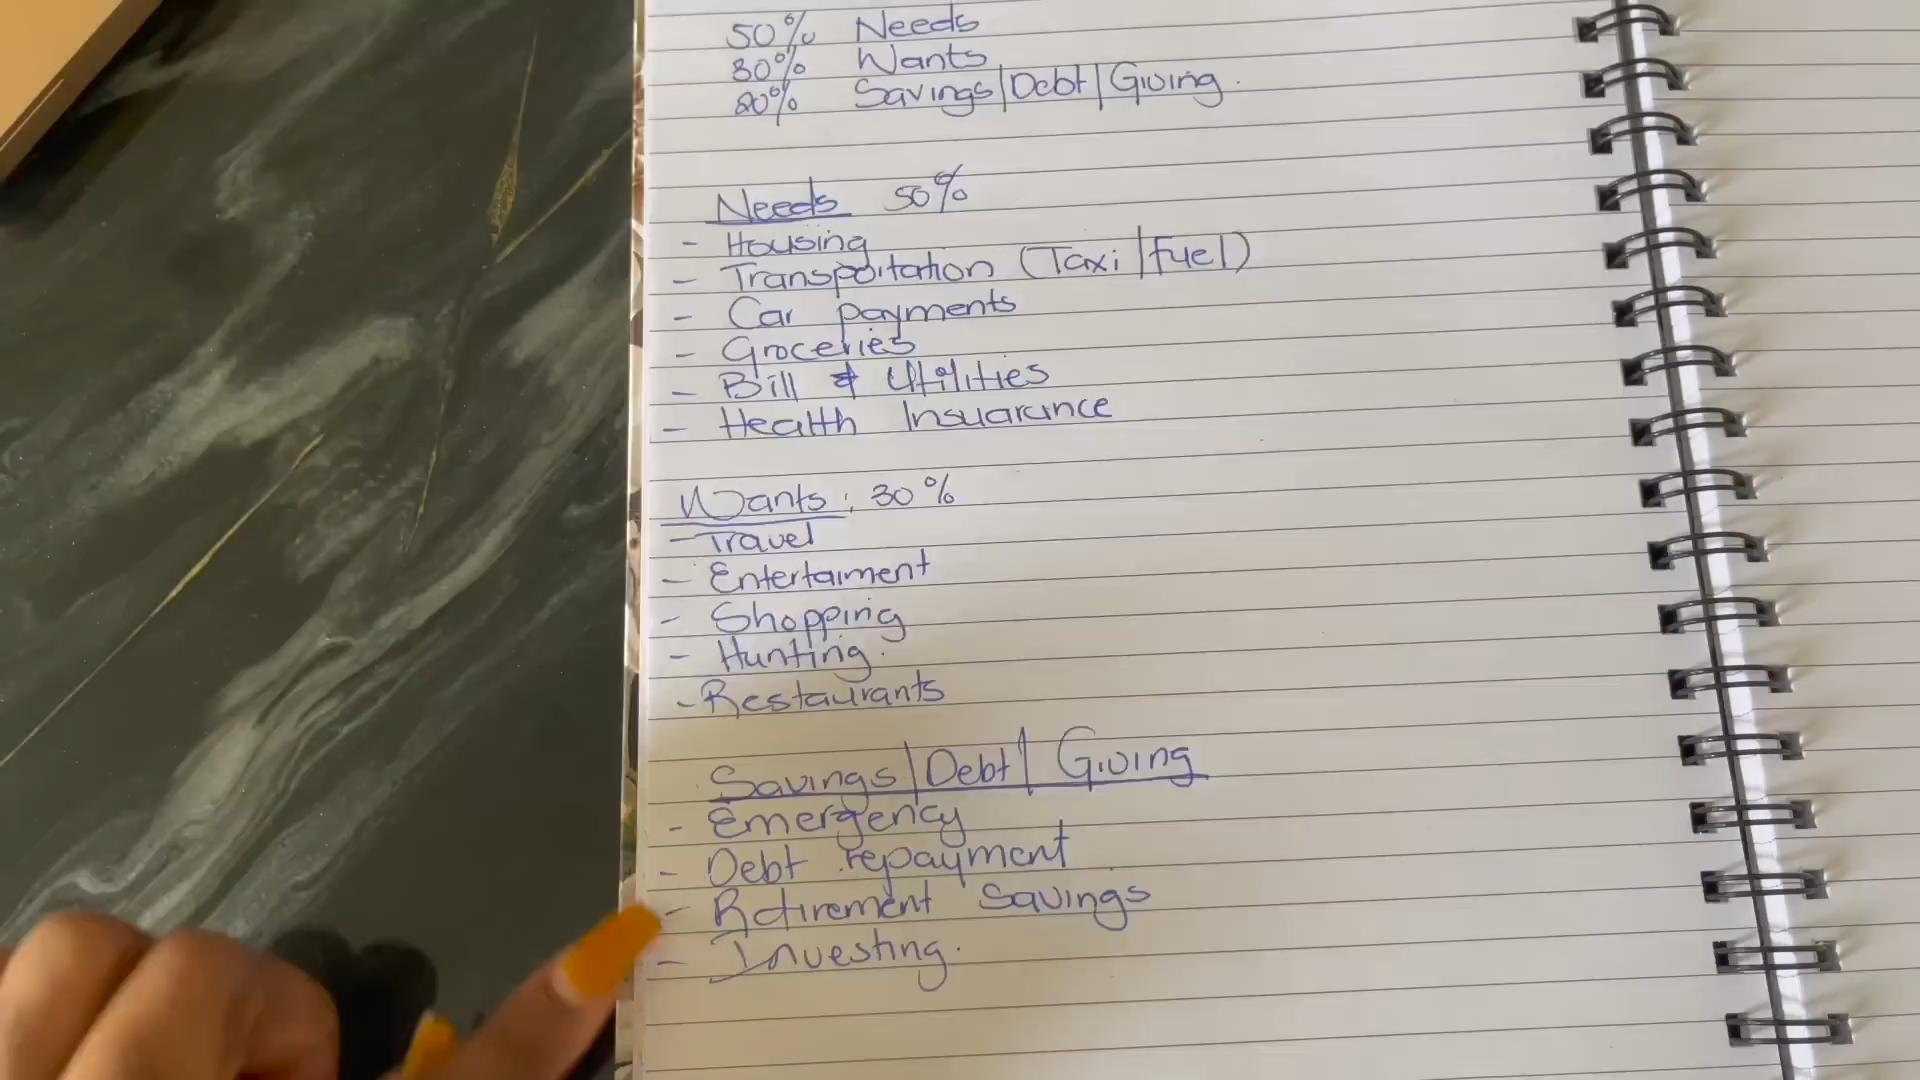 50% Needs
30% Wants
20% Savings|Debt|Giving.
Needs 50%
- Housing
- Transportation (Taxi|fuel)
- Car payments
- Groceries
- Bill & Utilities
- Health Insuarance
Wants : 30%
- Travel
- Entertaiment
- Shopping
- Hunting.
- Restaurants
Savings|Debt| Giving
- Emergency
- Debt repayment
- Retirement Savings
- Investing.